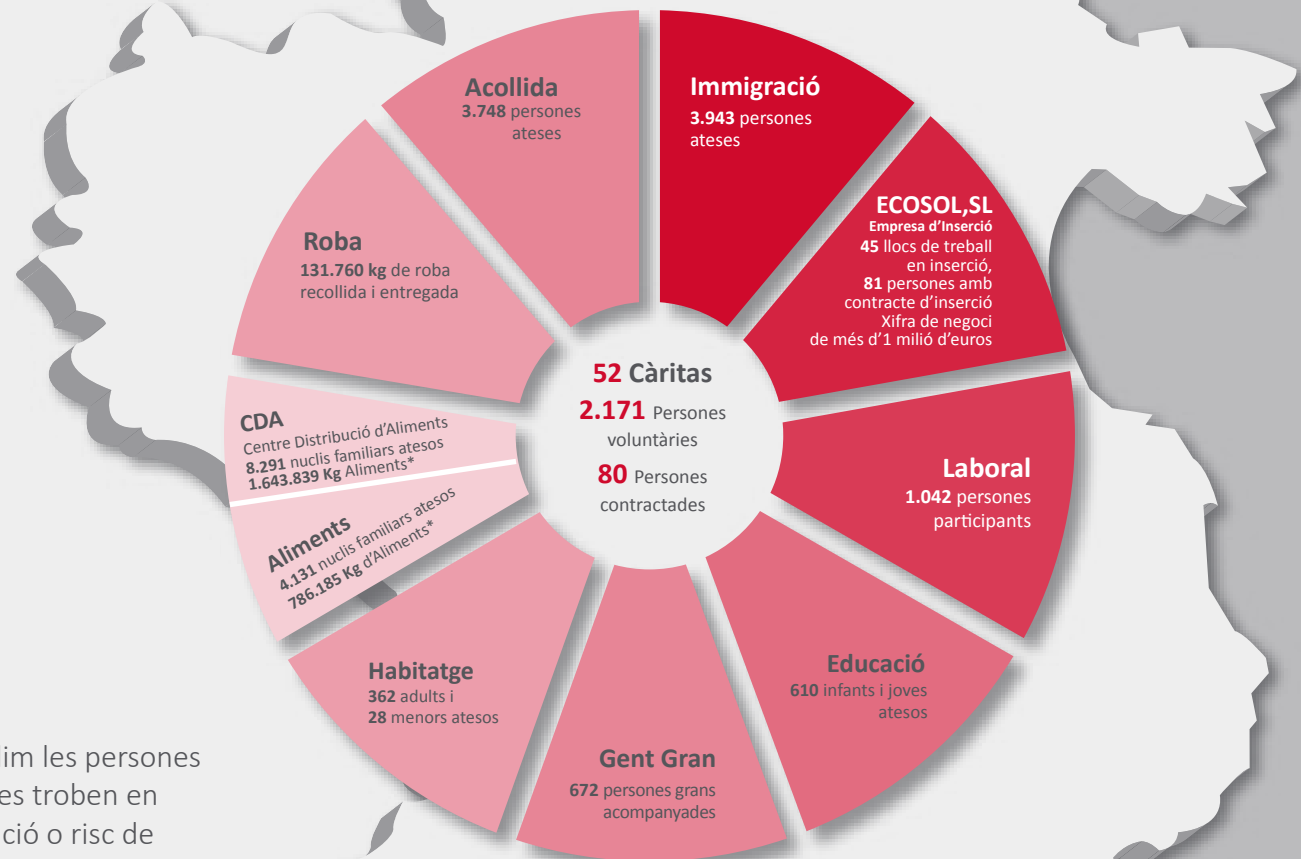 Acollida
3.748 persones
ateses
Immigració
3.943 persones
ateses
ECOSOL,SL
Empresa d’Inserció
45 llocs de treball
en inserció,
81 persones amb
contracte d’inserció
Xifra de negoci
de més d’1 milió d’euros
Laboral
1.042 persones
participants
Educació
610 infants i joves
atesos
Gent Gran
672 persones grans
acompanyades
Habitatge
362 adults i
28 menors atesos
Aliments
4.131 nuclis familiars atesos
786.185 Kg d’Aliments*
CDA
Centre Distribució d’Aliments
8.291 nuclis familiars atesos
1.643.839 Kg Aliments*
Roba
131.760 kg de roba
recollida i entregada
52 Càritas
2.171 Persones
voluntàries
80 Persones
contractades
les persones
es troben en
o risc de